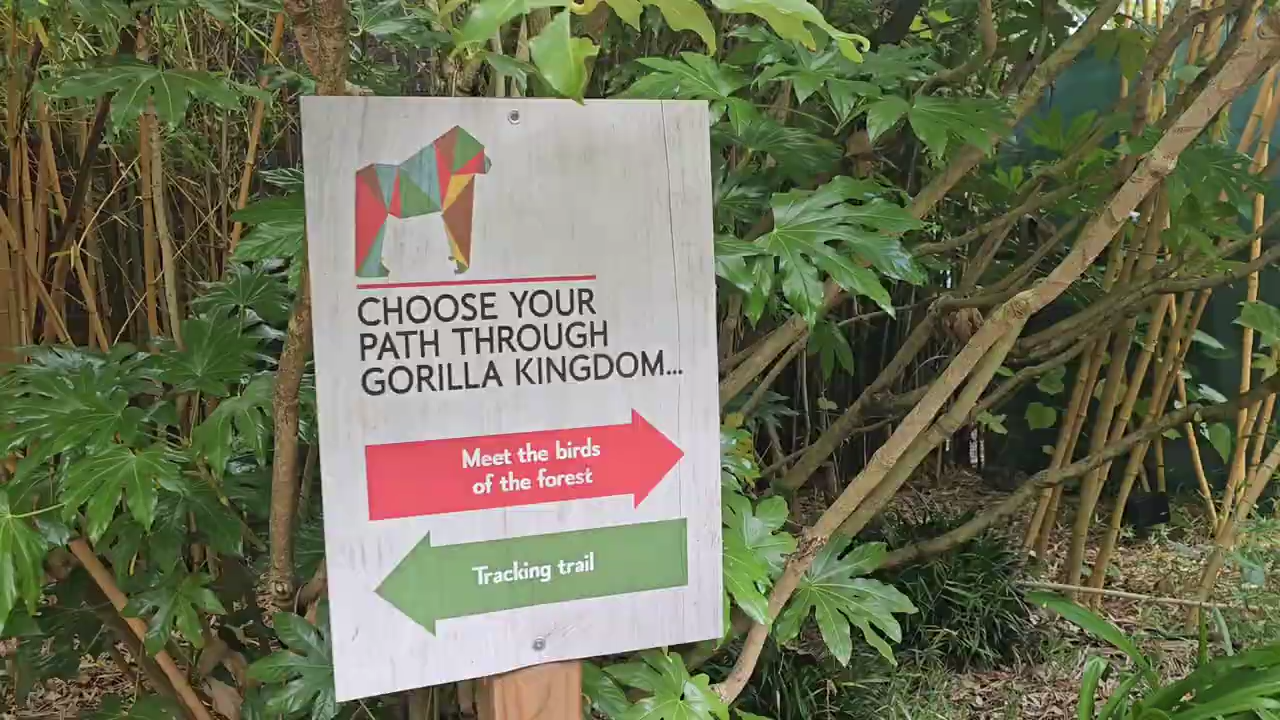 CHOOSE YOUR
PATH THROUGH
GORILLA KINGDOM...
Meet the birds
of the forest
Tracking trail